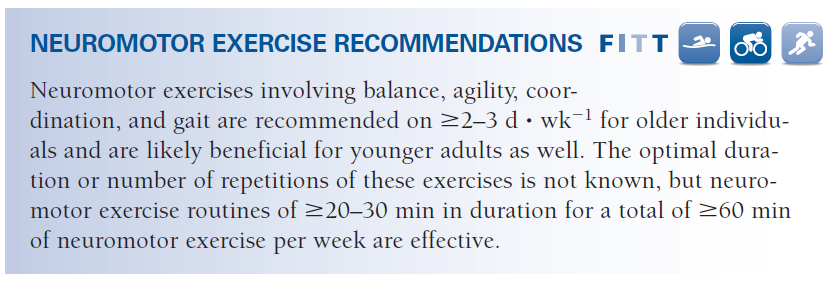 NEUROMOTOR EXERCISE RECOMMENDATIONS FITT
Neuromotor exercises involving balance, agility, coor-
dination, and gait are recommended on ≥2–3 d · wk⁻¹ for older individu-
als and are likely beneficial for younger adults as well. The optimal dura-
tion or number of repetitions of these exercises is not known, but neuro-
motor exercise routines of ≥20–30 min in duration for a total of ≥60 min
of neuromotor exercise per week are effective.